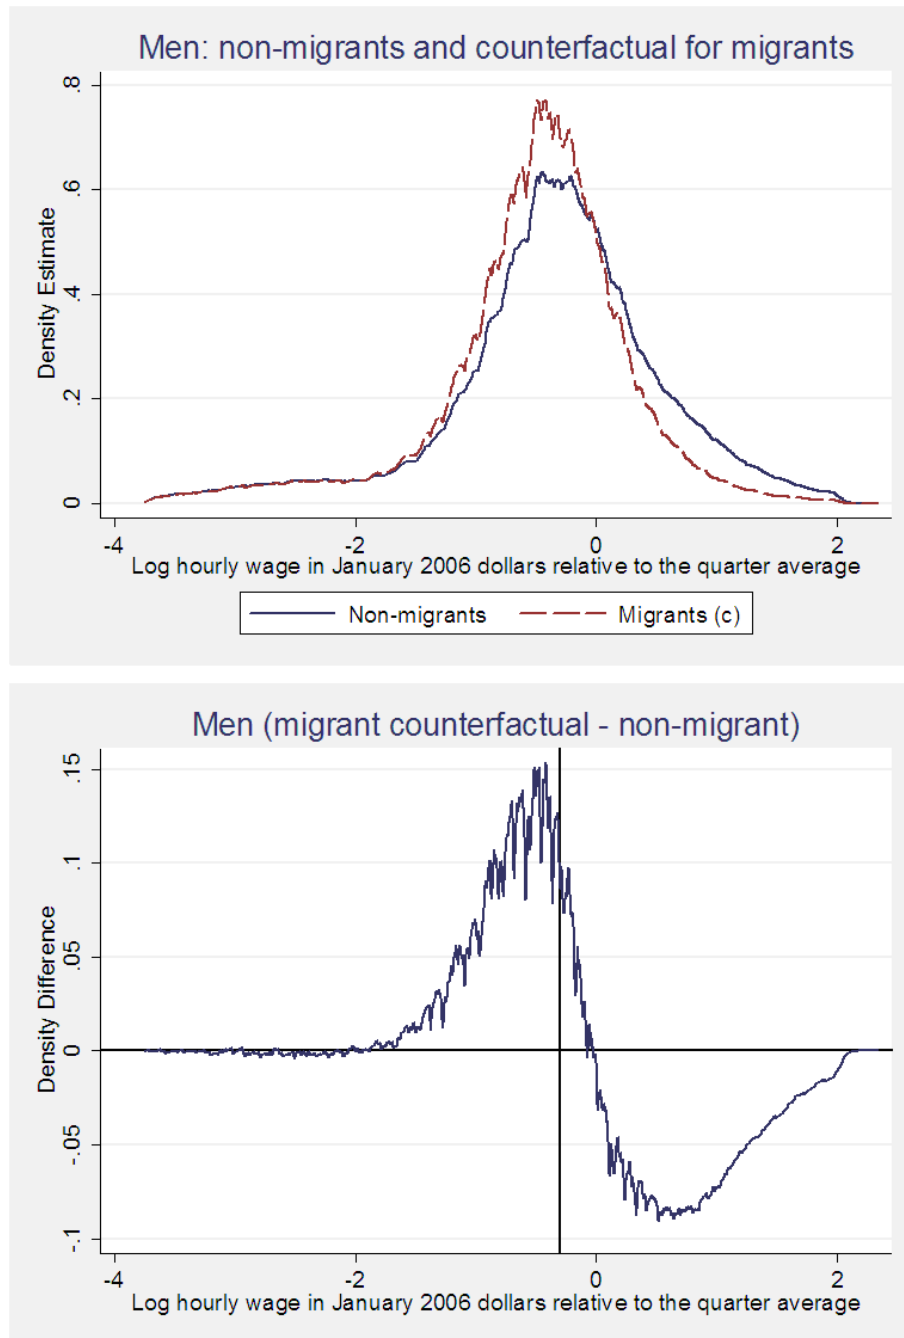 Men: non-migrants and counterfactual for migrants
Density Estimate
.8
.6
.4
.2
0
-4
-2
0
2
Log hourly wage in January 2006 dollars relative to the quarter average
Non-migrants
Migrants (c)
Men (migrant counterfactual - non-migrant)
Density Difference
.15
.1
.05
0
-.05
-.1
-4
-2
0
2
Log hourly wage in January 2006 dollars relative to the quarter average